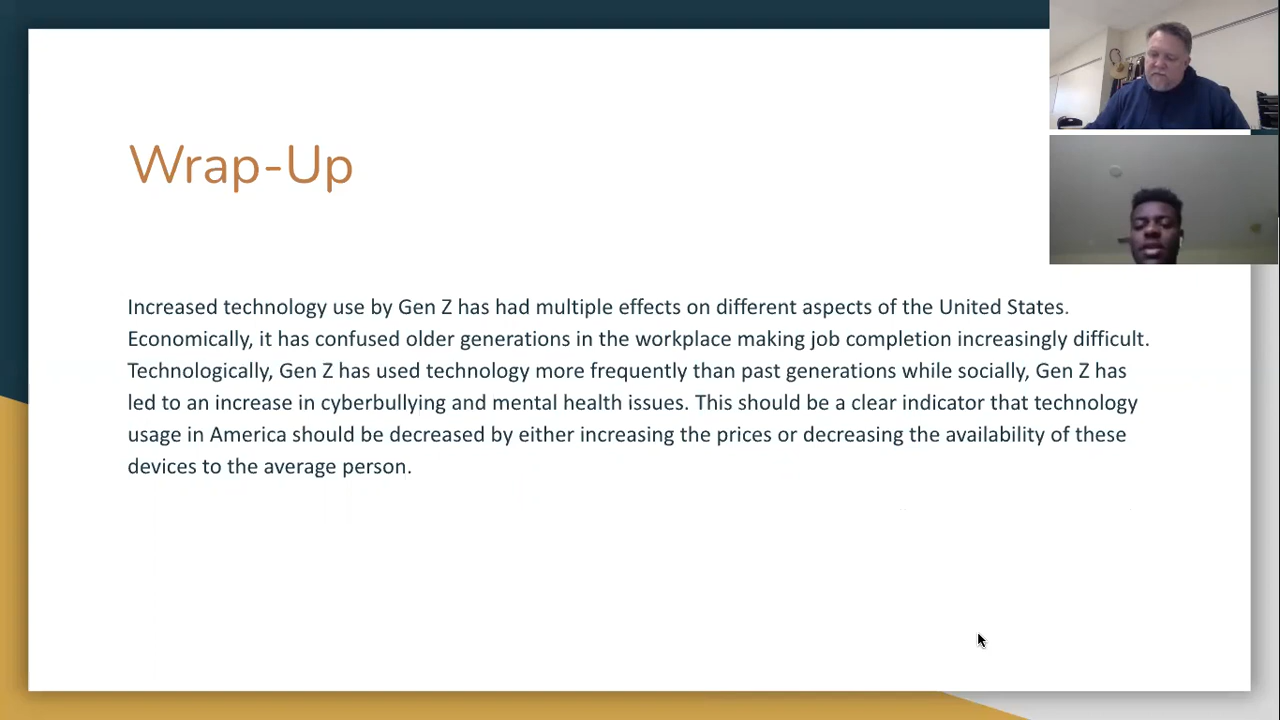 Wrap-Up
Increased technology use by Gen Z has had multiple effects on different aspects of the United States.
Economically, it has confused older generations in the workplace making job completion increasingly difficult.
Technologically, Gen Z has used technology more frequently than past generations while socially, Gen Z has
led to an increase in cyberbullying and mental health issues. This should be a clear indicator that technology
usage in America should be decreased by either increasing the prices or decreasing the availability of these
devices to the average person.